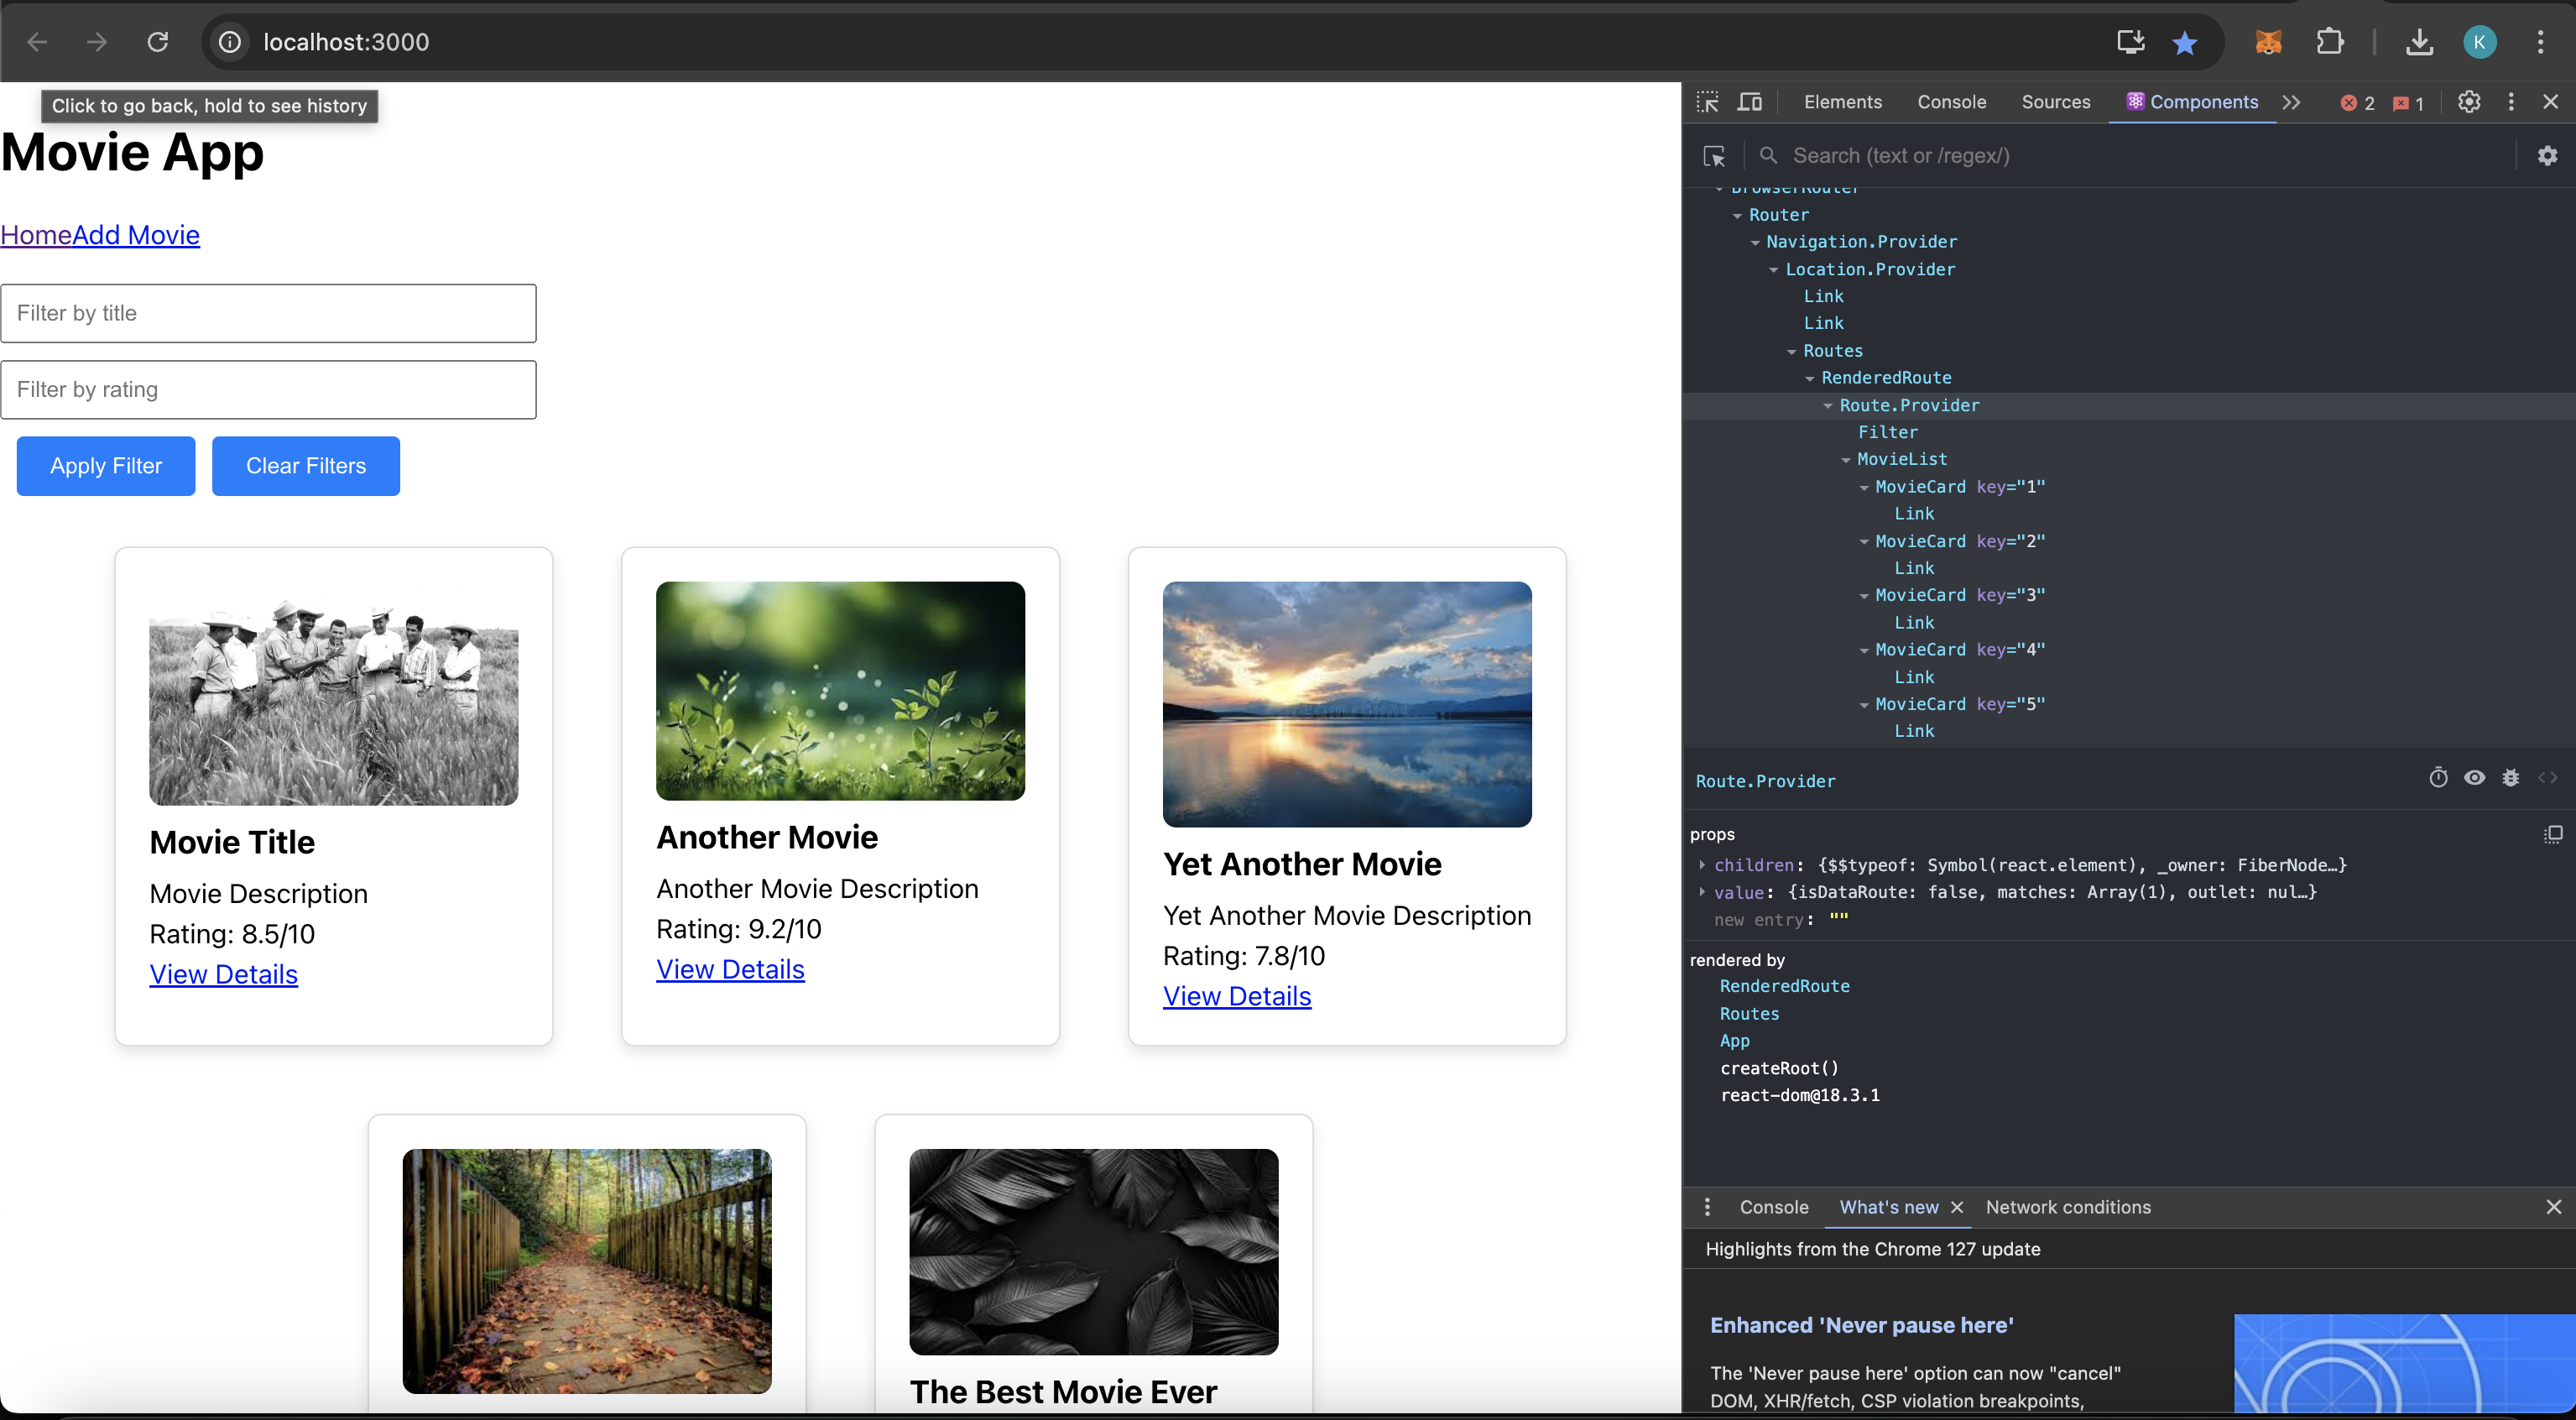 localhost:3000
K
Click to go back, hold to see history
Movie App
HomeAdd Movie
Filter by title
Filter by rating
Apply Filter Clear Filters
Movie Title
Movie Description
Rating: 8.5/10
View Details
Another Movie
Another Movie Description
Rating: 9.2/10
View Details
Yet Another Movie
Yet Another Movie Description
Rating: 7.8/10
View Details
The Best Movie Ever
Elements Console Sources Components 2 1
Search (text or /regex/)
BrowserRouter
Router
Navigation.Provider
Location.Provider
Link
Link
Routes
RenderedRoute
Route.Provider
Filter
MovieList
MovieCard key="1"
Link
MovieCard key="2"
Link
MovieCard key="3"
Link
MovieCard key="4"
Link
MovieCard key="5"
Link
Route.Provider
props
children: {$$typeof: Symbol(react.element), _owner: FiberNode…}
value: {isDataRoute: false, matches: Array(1), outlet: nul…}
new entry: ""
rendered by
RenderedRoute
Routes
App
createRoot()
react-dom@18.3.1
Console What's new Network conditions
Highlights from the Chrome 127 update
Enhanced 'Never pause here'
The 'Never pause here' option can now "cancel"
DOM, XHR/fetch, CSP violation breakpoints,